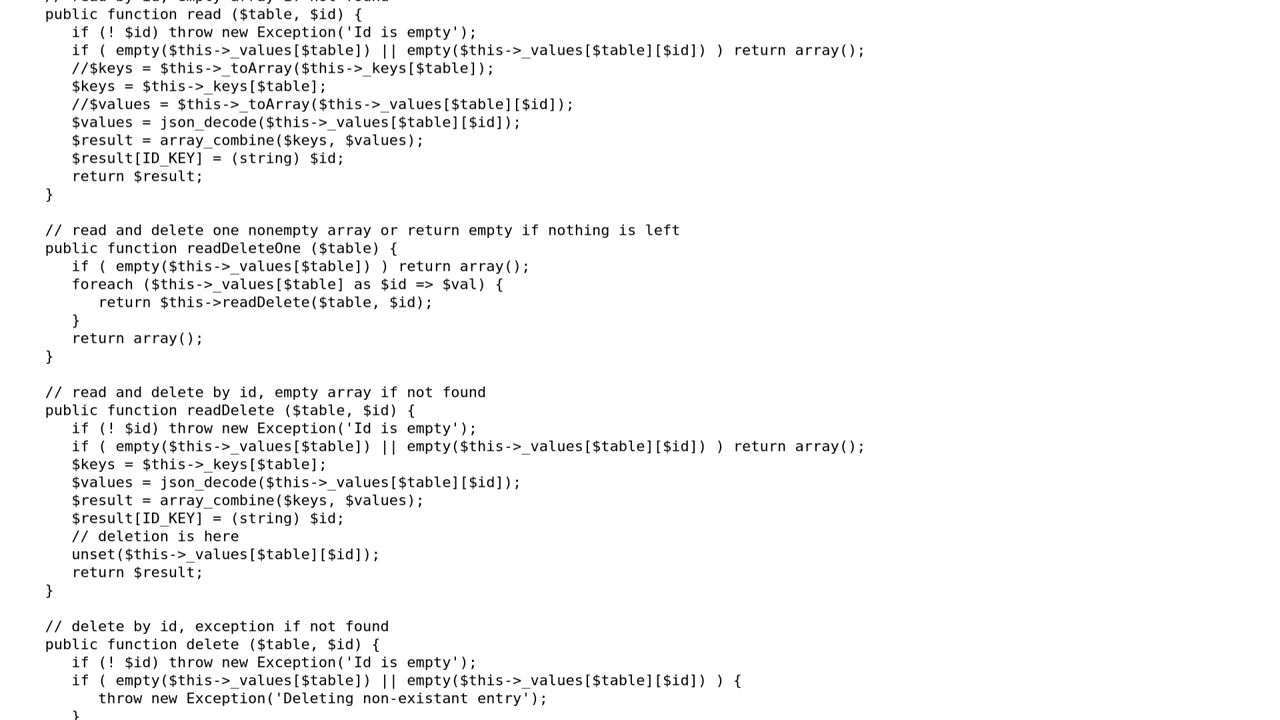 // read by id, empty array if not found
public function read ($table, $id) {
if (! $id) throw new Exception('Id is empty');
if ( empty($this->_values[$table]) || empty($this->_values[$table][$id]) ) return array();
//$keys = $this->_toArray($this->_keys[$table]);
$keys = $this->_keys[$table];
//$values = $this->_toArray($this->_values[$table][$id]);
$values = json_decode($this->_values[$table][$id]);
$result = array_combine($keys, $values);
$result[ID_KEY] = (string) $id;
return $result;
}
// read and delete one nonempty array or return empty if nothing is left
public function readDeleteOne ($table) {
if ( empty($this->_values[$table]) ) return array();
foreach ($this->_values[$table] as $id => $val) {
return $this->readDelete($table, $id);
}
return array();
}
// read and delete by id, empty array if not found
public function readDelete ($table, $id) {
if (! $id) throw new Exception('Id is empty');
if ( empty($this->_values[$table]) || empty($this->_values[$table][$id]) ) return array();
$keys = $this->_keys[$table];
$values = json_decode($this->_values[$table][$id]);
$result = array_combine($keys, $values);
$result[ID_KEY] = (string) $id;
// deletion is here
unset($this->_values[$table][$id]);
return $result;
}
// delete by id, exception if not found
public function delete ($table, $id) {
if (! $id) throw new Exception('Id is empty');
if ( empty($this->_values[$table]) || empty($this->_values[$table][$id]) ) {
throw new Exception('Deleting non-existant entry');
}